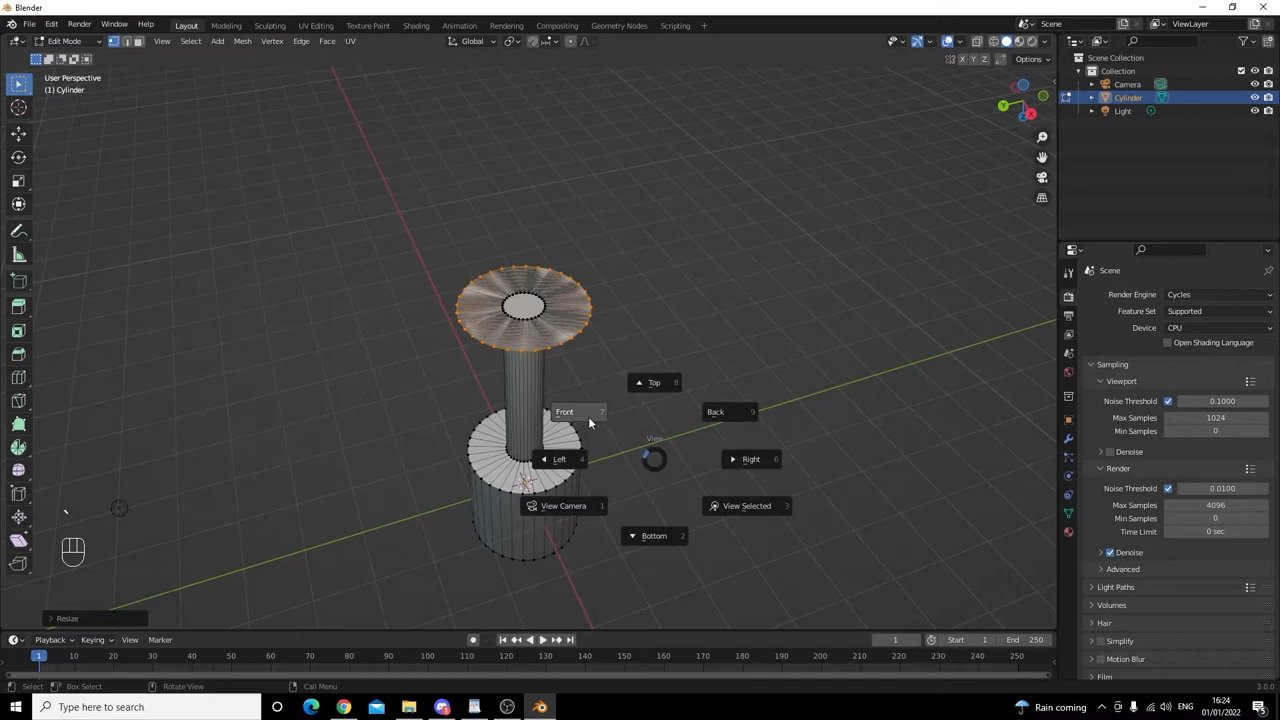 Blender
File Edit Render Window Help Layout Modeling Sculpting UV Editing Texture Paint Shading Animation Rendering Compositing Geometry Nodes Scripting + Scene ViewLayer
Edit Mode View Select Add Mesh Vertex Edge Face UV Global
X Y Z Options
User Perspective
(1) Cylinder
Scene Collection
Collection
Camera
Cylinder
Light
Y X Z
Scene
Render Engine Cycles
Feature Set Supported
Device CPU
Open Shading Language
Sampling
Viewport
Noise Threshold 0.1000
Max Samples 1024
Min Samples 0
Denoise
Render
Noise Threshold 0.0100
Max Samples 4096
Min Samples 0
Time Limit 0 sec
Denoise
Advanced
Light Paths
Volumes
Hair
Simplify
Motion Blur
Film
Top 8
Front 7 Back 9
View
Left 4 Right 6
View Camera 1 View Selected 3
Bottom 2
Resize
Playback Keying View Marker 1 Start 1 End 250
1 10 20 30 40 50 60 70 80 90 100 110 120 130 140 150 160 170 180 190 200 210 220 230 240 250
Select Box Select Rotate View Call Menu 3.0.0
Type here to search Rain coming ENG 16:24
01/01/2022